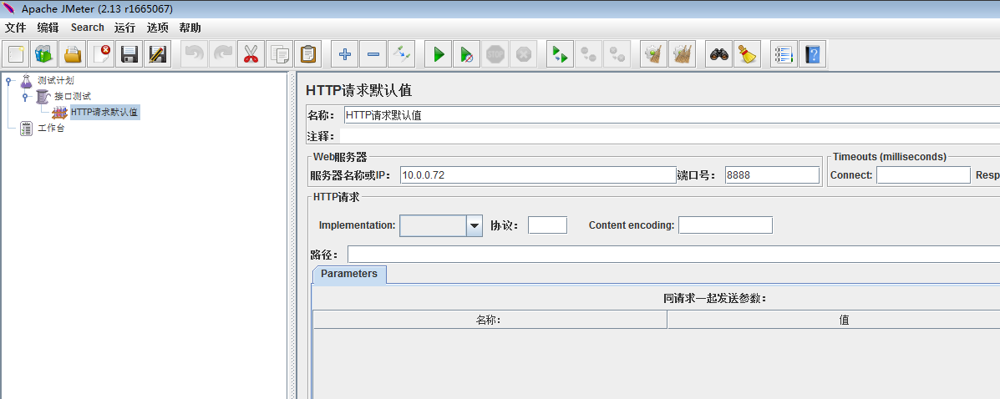 Apache JMeter (2.13 r1665067)
文件 编辑 Search 运行 选项 帮助
STOP
测试计划
接口测试
HTTP请求默认值
工作台
HTTP请求默认值
名称： HTTP请求默认值
注释：
Web服务器
服务器名称或IP： 10.0.0.72 端口号： 8888
Timeouts (milliseconds)
Connect: Resp
HTTP请求
Implementation: 协议： Content encoding:
路径：
Parameters
同请求一起发送参数：
名称： 值